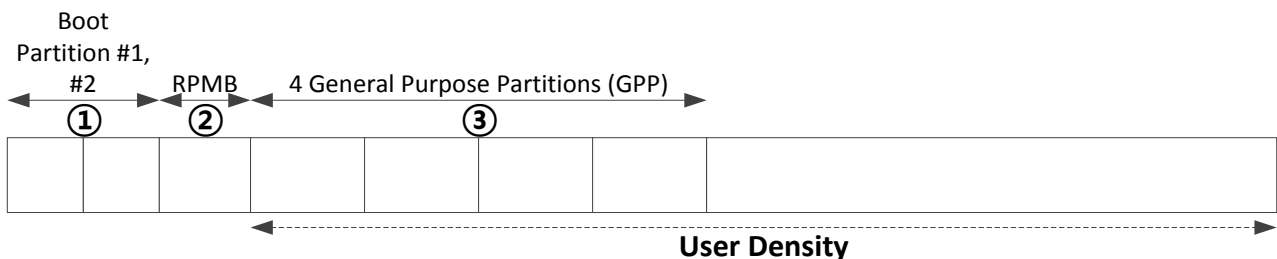 Boot
Partition #1,
#2
RPMB
4 General Purpose Partitions (GPP)
①
②
③
User Density